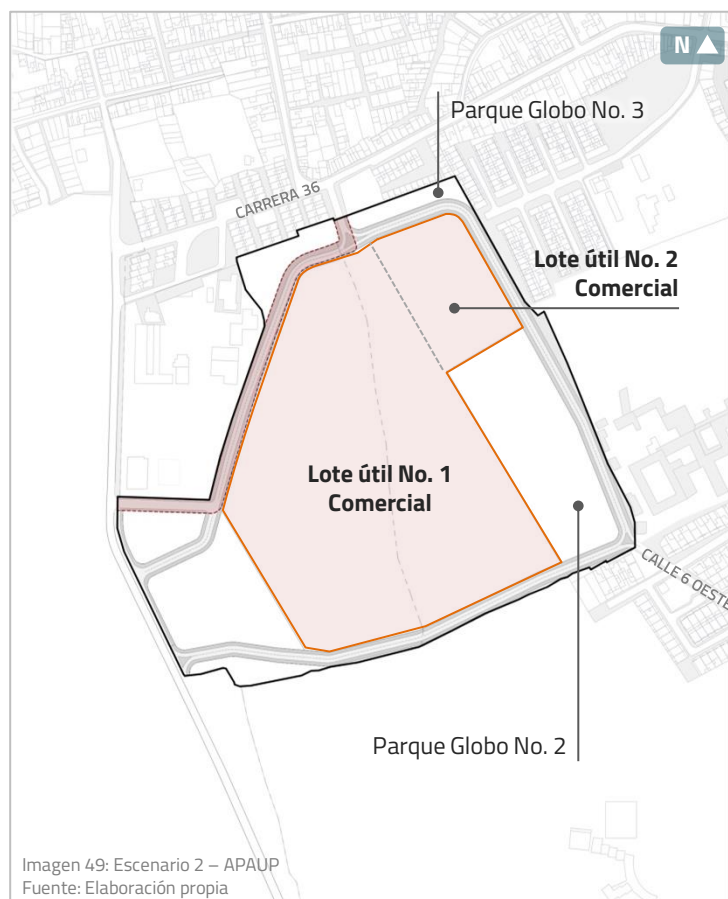 N
Parque Globo No. 3
CARRERA 36
Lote útil No. 2
Comercial
Lote útil No. 1
Comercial
CALLE 6 OESTE
Parque Globo No. 2
Imagen 49: Escenario 2 – APAUP
Fuente: Elaboración propia